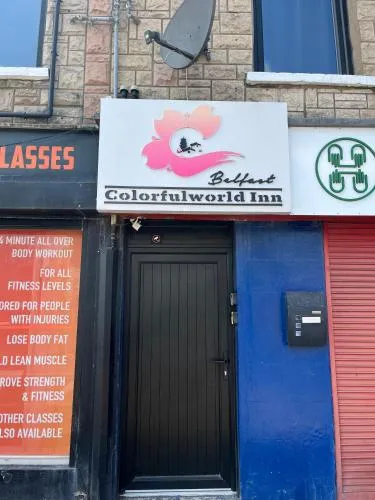 LASSES
Belfast
Colorfulworld Inn
MINUTE ALL OVER
BODY WORKOUT
FOR ALL
FITNESS LEVELS
ORED FOR PEOPLE
WITH INJURIES
LOSE BODY FAT
LD LEAN MUSCLE
ROVE STRENGTH
& FITNESS
OTHER CLASSES
LSO AVAILABLE